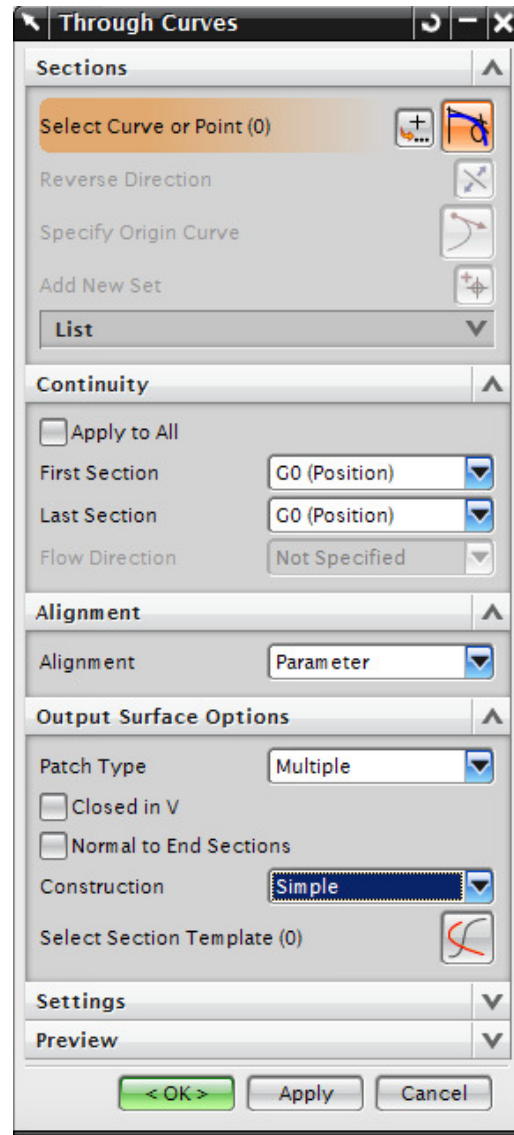 Through Curves
Sections
Select Curve or Point (0)
Reverse Direction
Specify Origin Curve
Add New Set
List
Continuity
Apply to All
First Section G0 (Position)
Last Section G0 (Position)
Flow Direction Not Specified
Alignment
Alignment Parameter
Output Surface Options
Patch Type Multiple
Closed in V
Normal to End Sections
Construction Simple
Select Section Template (0)
Settings
Preview
< OK > Apply Cancel